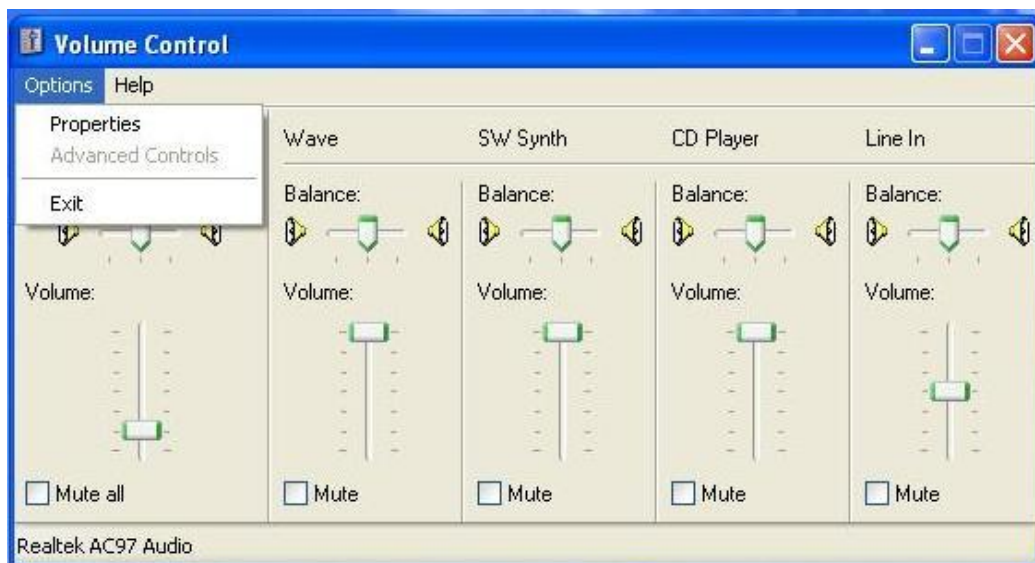 Volume Control
Options Help
Properties
Advanced Controls
Exit
Wave SW Synth CD Player Line In
Balance: Balance: Balance: Balance:
Volume: Volume: Volume: Volume: Volume:
Mute all Mute Mute Mute Mute
Realtek AC97 Audio